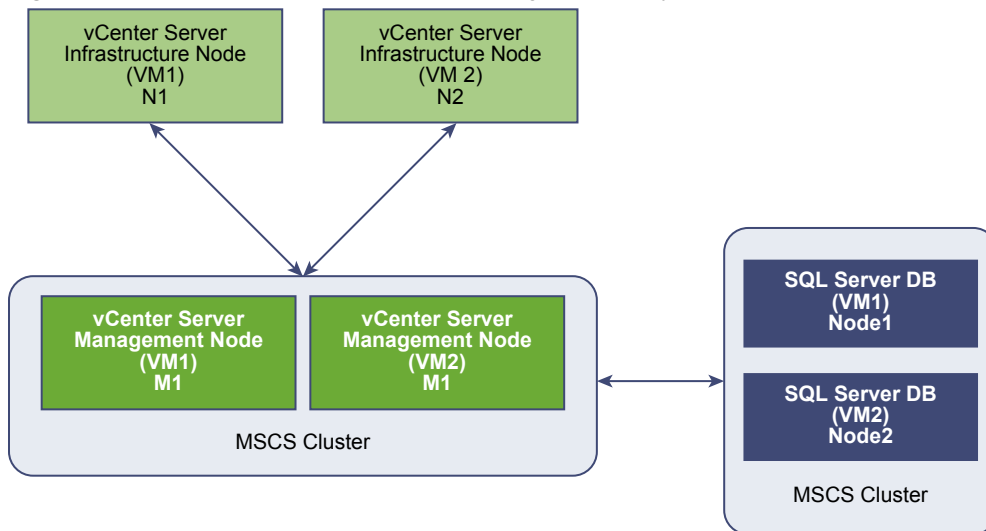 vCenter Server
Infrastructure Node
(VM1)
N1
vCenter Server
Infrastructure Node
(VM 2)
N2
vCenter Server
Management Node
(VM1)
M1
vCenter Server
Management Node
(VM2)
M1
MSCS Cluster
SQL Server DB
(VM1)
Node1
SQL Server DB
(VM2)
Node2
MSCS Cluster